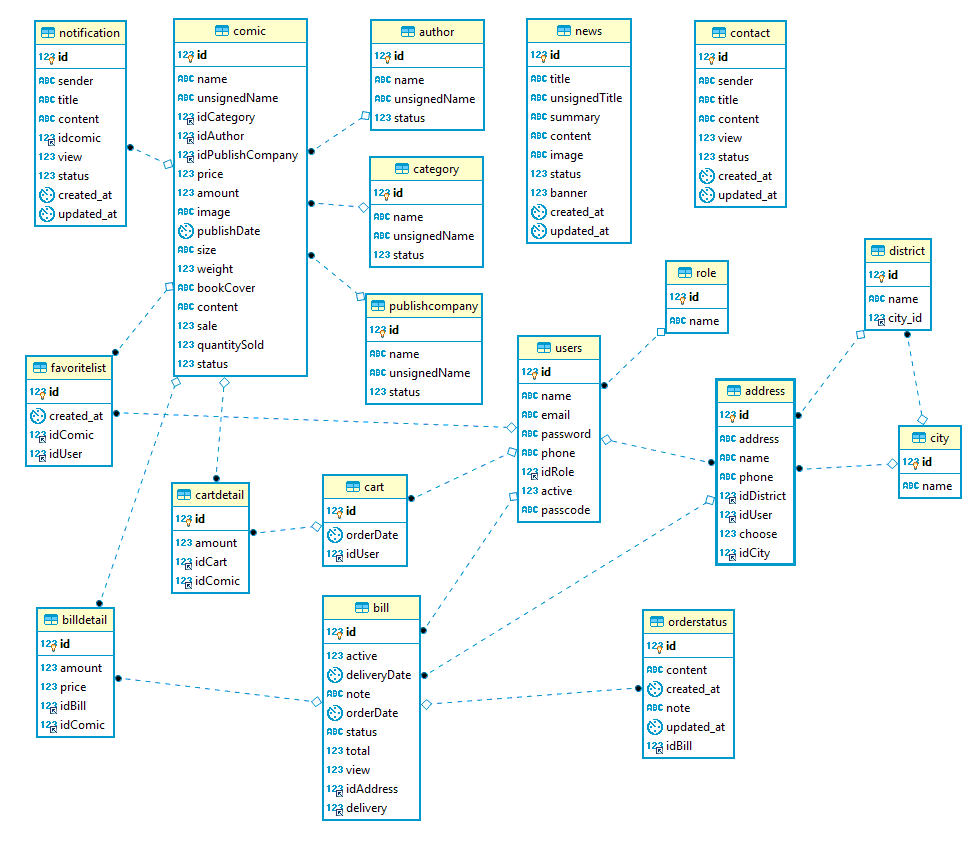 notification
123 id
ABC sender
ABC title
ABC content
123 idcomic
123 view
123 status
created_at
updated_at
comic
123 id
ABC name
ABC unsignedName
123 idCategory
123 idAuthor
123 idPublishCompany
123 price
123 amount
ABC image
publishDate
ABC size
123 weight
ABC bookCover
ABC content
123 sale
123 quantitySold
123 status
author
123 id
ABC name
ABC unsignedName
123 status
category
123 id
ABC name
ABC unsignedName
123 status
publishcompany
123 id
ABC name
ABC unsignedName
123 status
news
123 id
ABC title
ABC unsignedTitle
ABC summary
ABC content
ABC image
123 status
123 banner
created_at
updated_at
contact
123 id
ABC sender
ABC title
ABC content
123 view
123 status
created_at
updated_at
role
123 id
ABC name
district
123 id
ABC name
123 city_id
favoritelist
123 id
created_at
123 idComic
123 idUser
users
123 id
ABC name
ABC email
ABC password
ABC phone
123 idRole
123 active
ABC passcode
address
123 id
ABC address
ABC name
ABC phone
123 idDistrict
123 idUser
123 choose
123 idCity
city
123 id
ABC name
cartdetail
123 id
123 amount
123 idCart
123 idComic
cart
123 id
orderDate
123 idUser
billdetail
123 id
123 amount
123 price
123 idBill
123 idComic
bill
123 id
123 active
deliveryDate
ABC note
orderDate
ABC status
123 total
123 view
123 idAddress
123 delivery
orderstatus
123 id
ABC content
created_at
ABC note
updated_at
123 idBill